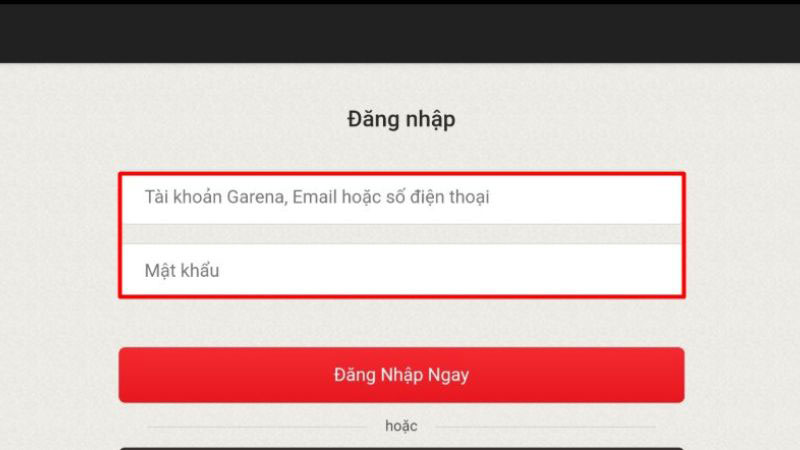 Đăng nhập
Tài khoản Garena, Email hoặc số điện thoại
Mật khẩu
Đăng Nhập Ngay
hoặc